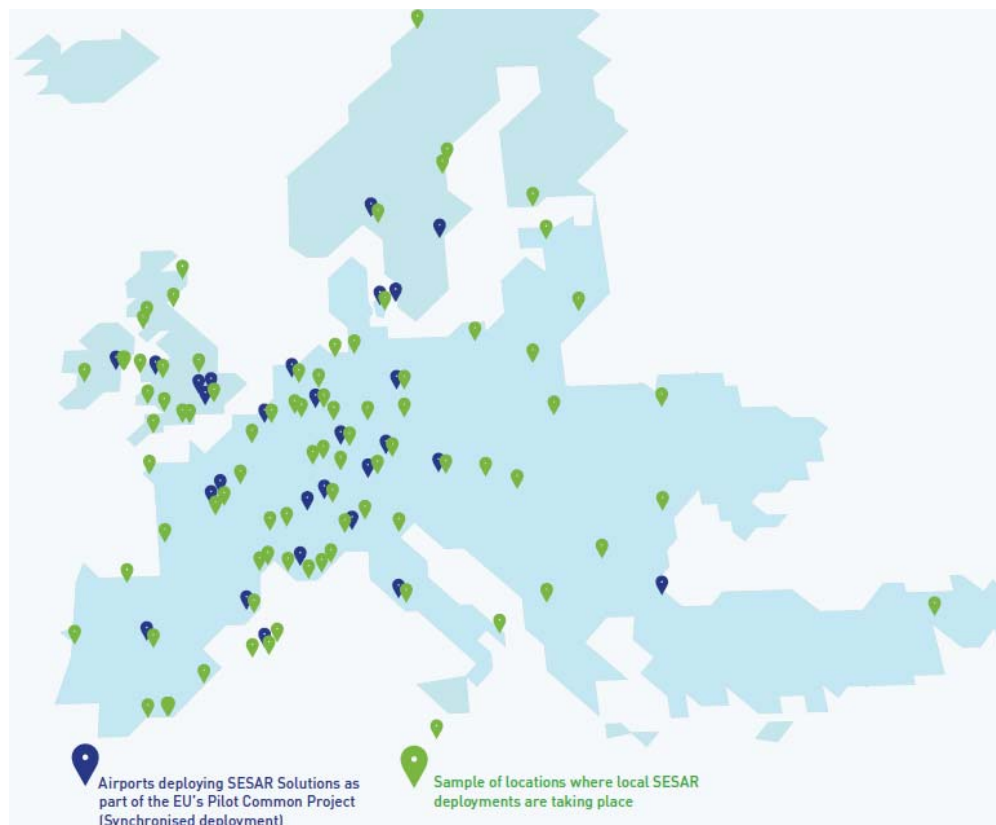 Airports deploying SESAR Solutions as
part of the EU's Pilot Common Project
(Synchronised deployment)
Sample of locations where local SESAR
deployments are taking place